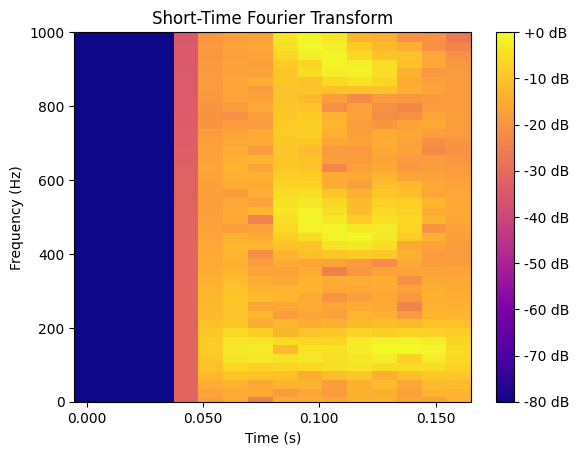 Short-Time Fourier Transform
1000
800
600
400
200
0
Frequency (Hz)
0.000
0.050
0.100
0.150
Time (s)
+0 dB
-10 dB
-20 dB
-30 dB
-40 dB
-50 dB
-60 dB
-70 dB
-80 dB